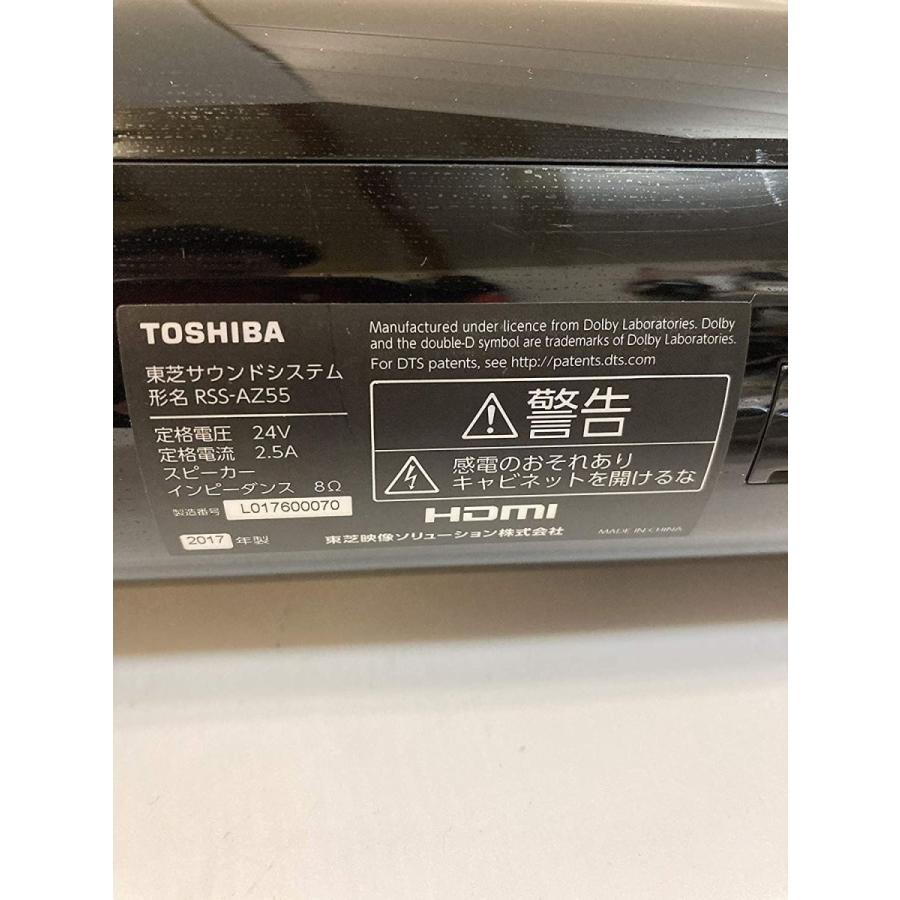 TOSHIBA
東芝サウンドシステム
形名 RSS-AZ55
定格電圧 24V
定格電流 2.5A
スピーカー
インピーダンス 8Ω
製造番号 L017600070
2017 年製
Manufactured under licence from Dolby Laboratories. Dolby
and the double-D symbol are trademarks of Dolby Laboratories.
For DTS patents, see http://patents.dts.com
警告
感電のおそれあり
キャビネットを開けるな
HDMI
東芝映像ソリューション株式会社
MADE IN CHINA